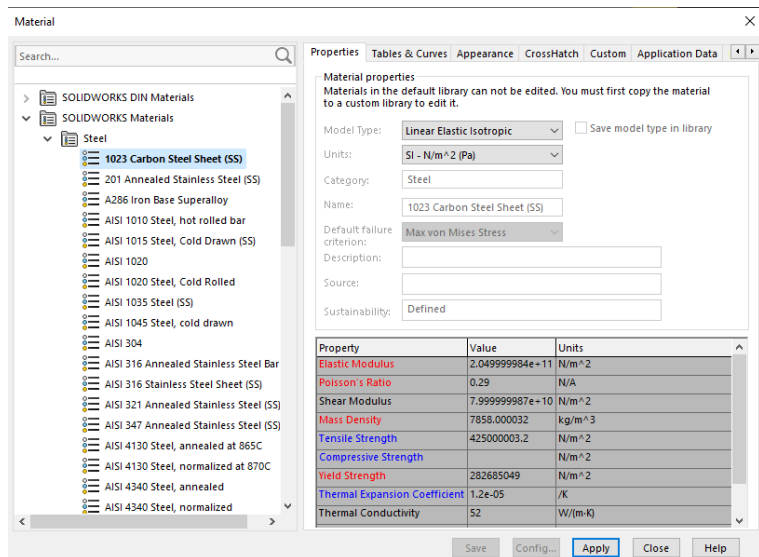 Material
Search...
SOLIDWORKS DIN Materials
SOLIDWORKS Materials
Steel
1023 Carbon Steel Sheet (SS)
201 Annealed Stainless Steel (SS)
A286 Iron Base Superalloy
AISI 1010 Steel, hot rolled bar
AISI 1015 Steel, Cold Drawn (SS)
AISI 1020
AISI 1020 Steel, Cold Rolled
AISI 1035 Steel (SS)
AISI 1045 Steel, cold drawn
AISI 304
AISI 316 Annealed Stainless Steel Bar
AISI 316 Stainless Steel Sheet (SS)
AISI 321 Annealed Stainless Steel (SS)
AISI 347 Annealed Stainless Steel (SS)
AISI 4130 Steel, annealed at 865C
AISI 4130 Steel, normalized at 870C
AISI 4340 Steel, annealed
AISI 4340 Steel, normalized
Properties Tables & Curves Appearance CrossHatch Custom Application Data
Material properties
Materials in the default library can not be edited. You must first copy the material
to a custom library to edit it.
Model Type: Linear Elastic Isotropic Save model type in library
Units: SI - N/m^2 (Pa)
Category: Steel
Name: 1023 Carbon Steel Sheet (SS)
Default failure
criterion: Max von Mises Stress
Description:
Source:
Sustainability: Defined
Property Value Units
Elastic Modulus 2.049999984e+11 N/m^2
Poisson's Ratio 0.29 N/A
Shear Modulus 7.999999987e+10 N/m^2
Mass Density 7858.000032 kg/m^3
Tensile Strength 425000003.2 N/m^2
Compressive Strength N/m^2
Yield Strength 282685049 N/m^2
Thermal Expansion Coefficient 1.2e-05 /K
Thermal Conductivity 52 W/(m·K)
Save Config... Apply Close Help